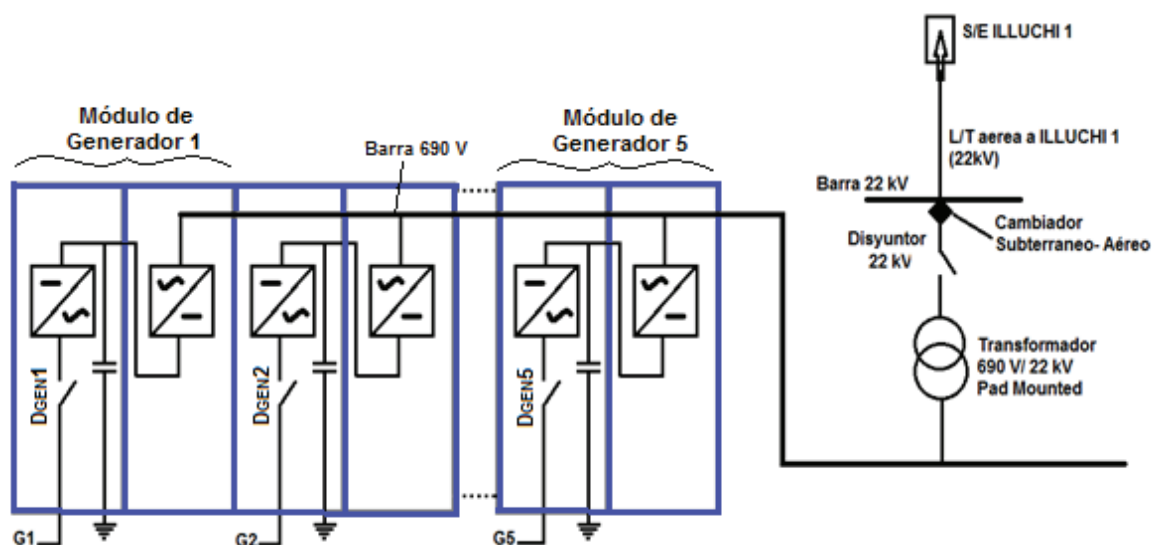 S/E ILLUCHI 1
Módulo de
Generador 1
Módulo de
Generador 5
Barra 690 V
L/T aerea a ILLUCHI 1
(22kV)
Barra 22 kV
Cambiador
Subterraneo- Aéreo
Disyuntor
22 kV
Transformador
690 V/ 22 kV
Pad Mounted
DGEN1
DGEN2
DGEN5
G1
G2
G5